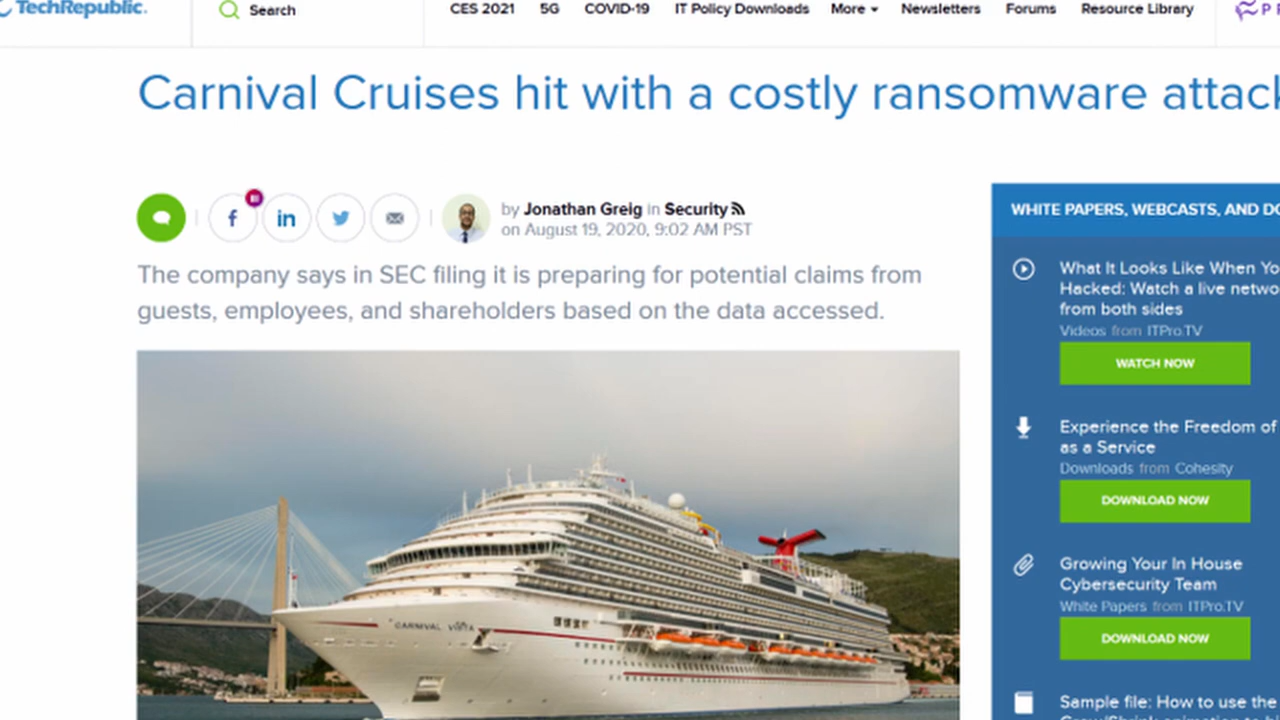 TechRepublic.
Search
CES 2021 5G COVID-19 IT Policy Downloads More Newsletters Forums Resource Library
Carnival Cruises hit with a costly ransomware attack
by Jonathan Greig in Security
on August 19, 2020, 9:02 AM PST
The company says in SEC filing it is preparing for potential claims from
guests, employees, and shareholders based on the data accessed.
CARNIVAL VISTA
WHITE PAPERS, WEBCASTS, AND
What It Looks Like When
Hacked: Watch a live
from both sides
Videos from ITPro.TV
WATCH NOW
Experience the Freedom of
as a Service
Downloads from Cohesity
DOWNLOAD NOW
Growing Your In House
Cybersecurity Team
White Papers from ITPro.TV
DOWNLOAD NOW
Sample file: How to use the